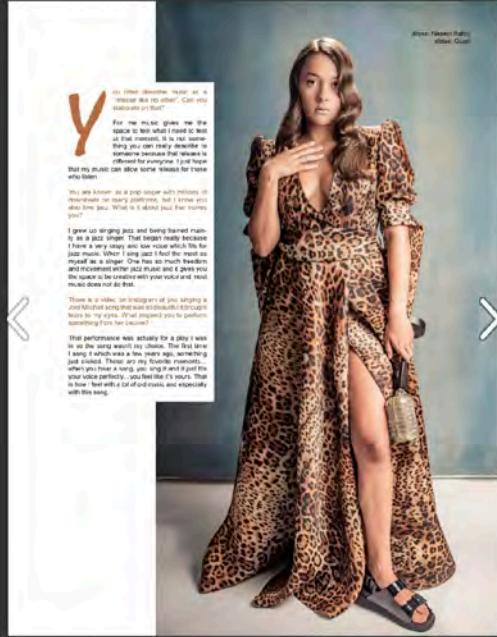 You often describe music as a
"release like no other". Can you
elaborate on that?
For me music gives me the
space to feel what I need to feel
at that moment. It is not some-
thing you can really describe to
someone because that release is
different for everyone. I just hope
that my music can allow some release for those
who listen.
You are known as a pop singer with millions of
downloads on many platforms, but I know you
also love jazz. What is it about jazz that moves
you?
I grew up singing jazz and being trained main-
ly as a jazz singer. That began really because
I have a very raspy and low voice which fits for
jazz music. When I sing jazz I feel the most as
myself as a singer. One has so much freedom
and movement within jazz music and it gives you
the space to be creative with your voice and most
music does not do that.
There is a video on Instagram of you singing a
Joni Mitchell song that was so beautiful it brought
tears to my eyes. What inspired you to perform
something from her oeuvre?
That performance was actually for a play I was
in so the song wasn't my choice. The first time
I sang it which was a few years ago, something
just clicked. Those are my favorite moments...
when you hear a song, you sing it and it just fits
your voice perfectly... you feel like it's yours. That
is how I feel with a lot of old music and especially
with this song.